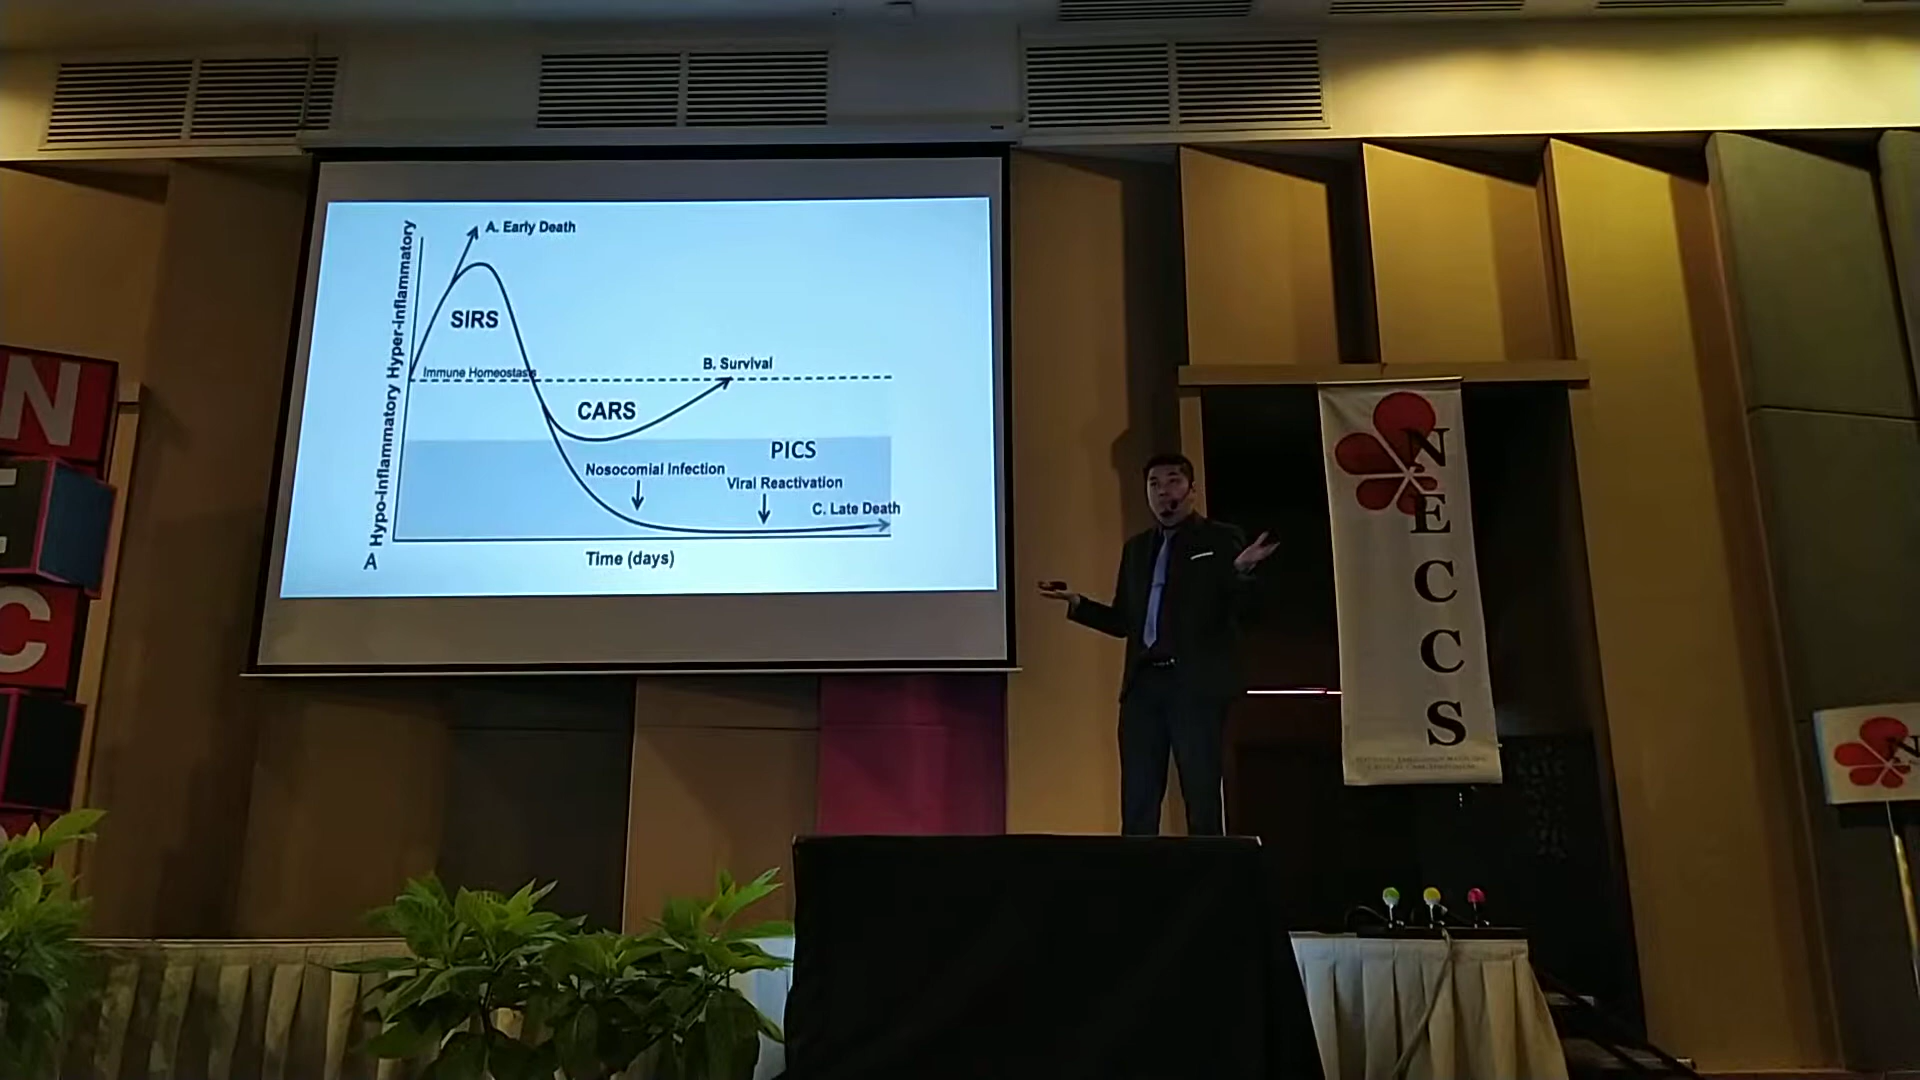 A. Early Death
Hypo-Inflammatory Hyper-Inflammatory
SIRS
Immune Homeostasis
B. Survival
CARS
PICS
Nosocomial Infection
Viral Reactivation
C. Late Death
A
Time (days)
N
E
C
C
S
N
C
N